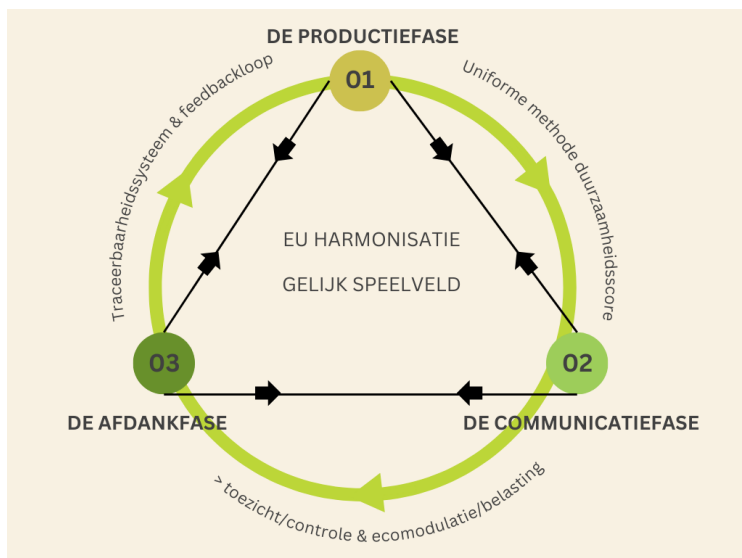 DE PRODUCTIEFASE
01
Traceerbaarheidssysteem & feedbackloop
Uniforme methode duurzaamheidsscore
EU HARMONISATIE
GELIJK SPEELVELD
03
02
DE AFDANKFASE
DE COMMUNICATIEFASE
> toezicht/controle & ecomodulatie/belasting